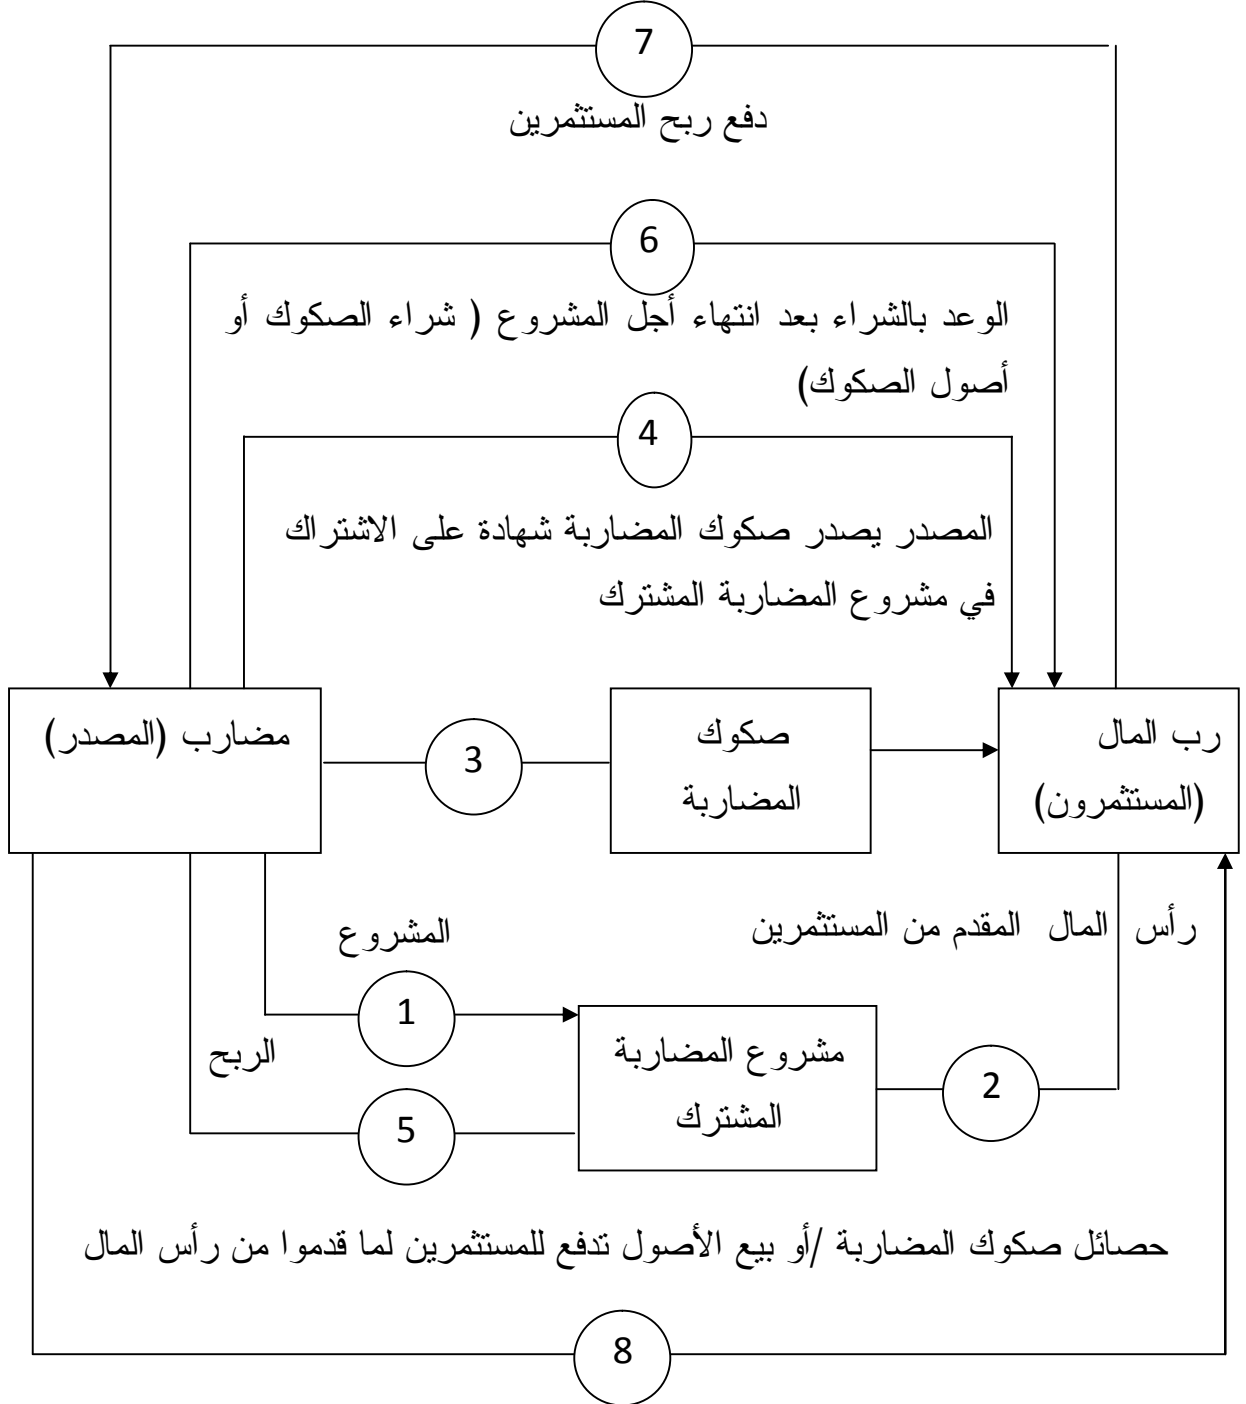 7
دفع ربح المستثمرين
6
الوعد بالشراء بعد انتهاء أجل المشروع ( شراء الصكوك أو
أصول الصكوك)
4
المصدر يصدر صكوك المضاربة شهادة على الاشتراك
في مشروع المضاربة المشترك
رب المال
(المستثمرون)
صكوك
المضاربة
3
مضارب (المصدر)
رأس المال المقدم من المستثمرين
المشروع
1
مشروع المضاربة
المشترك
2
الربح
5
حصائل صكوك المضاربة /أو بيع الأصول تدفع للمستثمرين لما قدموا من رأس المال
8